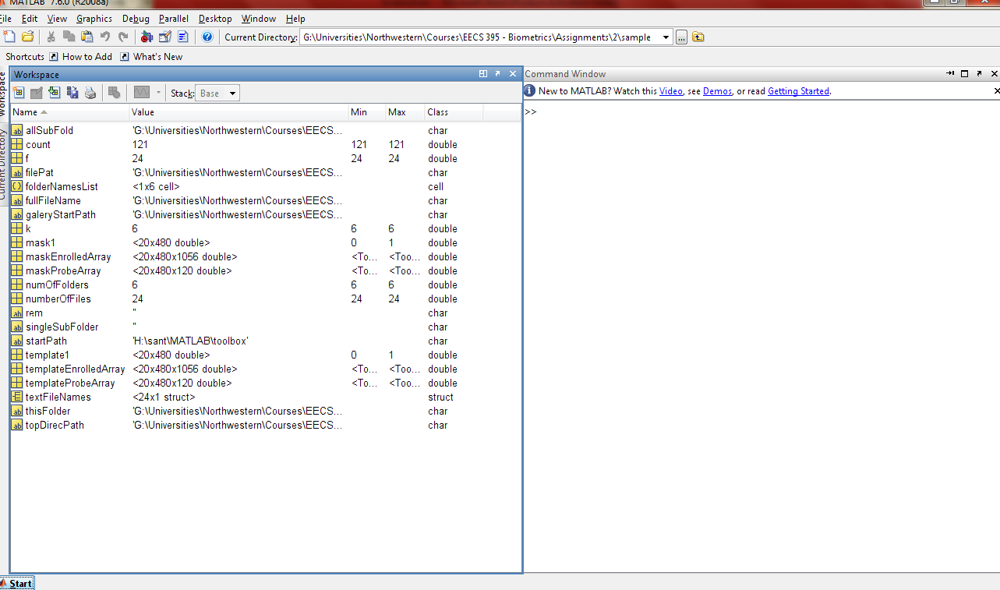 MATLAB 7.6.0 (R2008a)
File Edit View Graphics Debug Parallel Desktop Window Help
Current Directory: G:\Universities\Northwestern\Courses\EECS 395 - Biometrics\Assignments\2\sample ...
Shortcuts How to Add What's New
Workspace
Current Directory
Workspace
Stack: Base
Name Value Min Max Class
allSubFold 'G:\Universities\Northwestern\Courses\EECS... char
count 121 121 121 double
f 24 24 24 double
filePat 'G:\Universities\Northwestern\Courses\EECS... char
folderNamesList <1x6 cell> cell
fullFileName 'G:\Universities\Northwestern\Courses\EECS... char
galeryStartPath 'G:\Universities\Northwestern\Courses\EECS... char
k 6 6 6 double
mask1 <20x480 double> 0 1 double
maskEnrolledArray <20x480x1056 double> <To... <Too... double
maskProbeArray <20x480x120 double> <To... <Too... double
numOfFolders 6 6 6 double
numberOfFiles 24 24 24 double
rem '' char
singleSubFolder '' char
startPath 'H:\sant\MATLAB\toolbox' char
template1 <20x480 double> 0 1 double
templateEnrolledArray <20x480x1056 double> <To... <Too... double
templateProbeArray <20x480x120 double> <To... <Too... double
textFileNames <24x1 struct> struct
thisFolder 'G:\Universities\Northwestern\Courses\EECS... char
topDirecPath 'G:\Universities\Northwestern\Courses\EECS... char
Command Window
New to MATLAB? Watch this Video, see Demos, or read Getting Started.
>>
Start